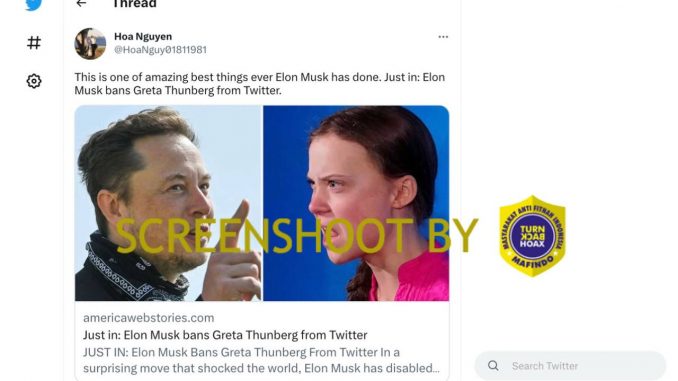 Thread
Hoa Nguyen
@HoaNguy01811981
This is one of amazing best things ever Elon Musk has done. Just in: Elon
Musk bans Greta Thunberg from Twitter.
SCREENSHOOT BY
MASYARAKAT ANTI FITNAH INDONESIA
TURN
BACK
HOAX
MAFINDO
americawebstories.com
Just in: Elon Musk bans Greta Thunberg from Twitter
JUST IN: Elon Musk Bans Greta Thunberg From Twitter In a
surprising move that shocked the world, Elon Musk has disabled...
Search Twitter